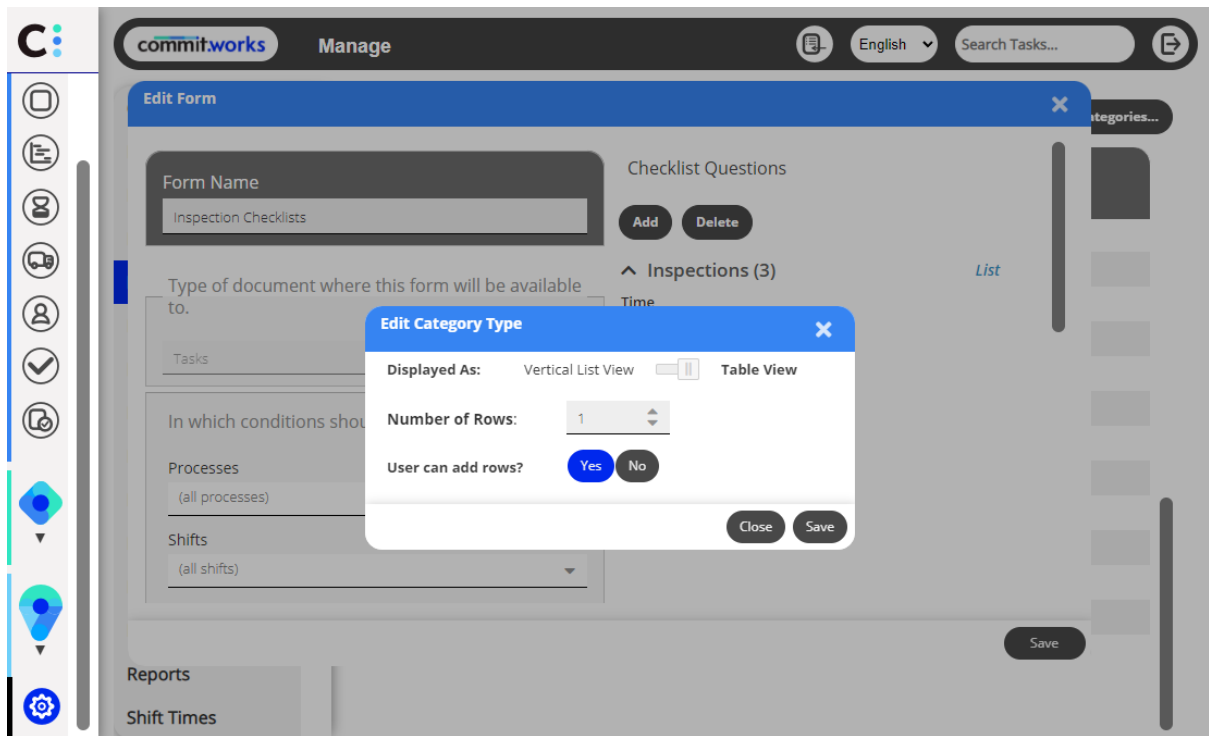 C:
commit:works
Manage
English
Search Tasks...
Edit Form
ategories...
Form Name
Inspection Checklists
Checklist Questions
Add
Delete
Inspections (3)
List
Time
Type of document where this form will be available
to.
Tasks
Edit Category Type
Displayed As:
Vertical List View
Table View
Number of Rows:
1
User can add rows?
Yes
No
Close
Save
In which conditions shou
Processes
(all processes)
Shifts
(all shifts)
Save
Reports
Shift Times